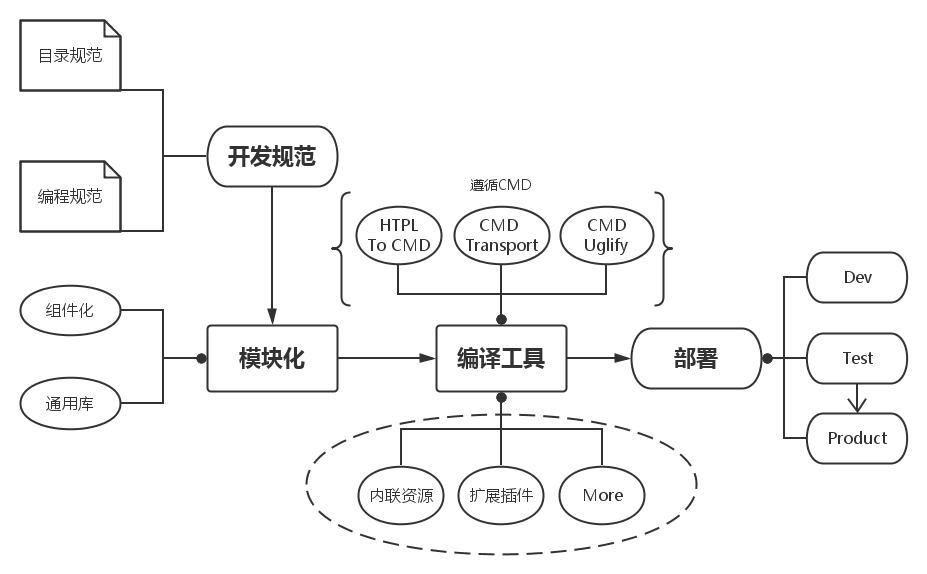 目录规范
编程规范
开发规范
遵循CMD
HTPL
To CMD
CMD
Transport
CMD
Uglify
组件化
通用库
模块化
编译工具
部署
Dev
Test
Product
内联资源
扩展插件
More